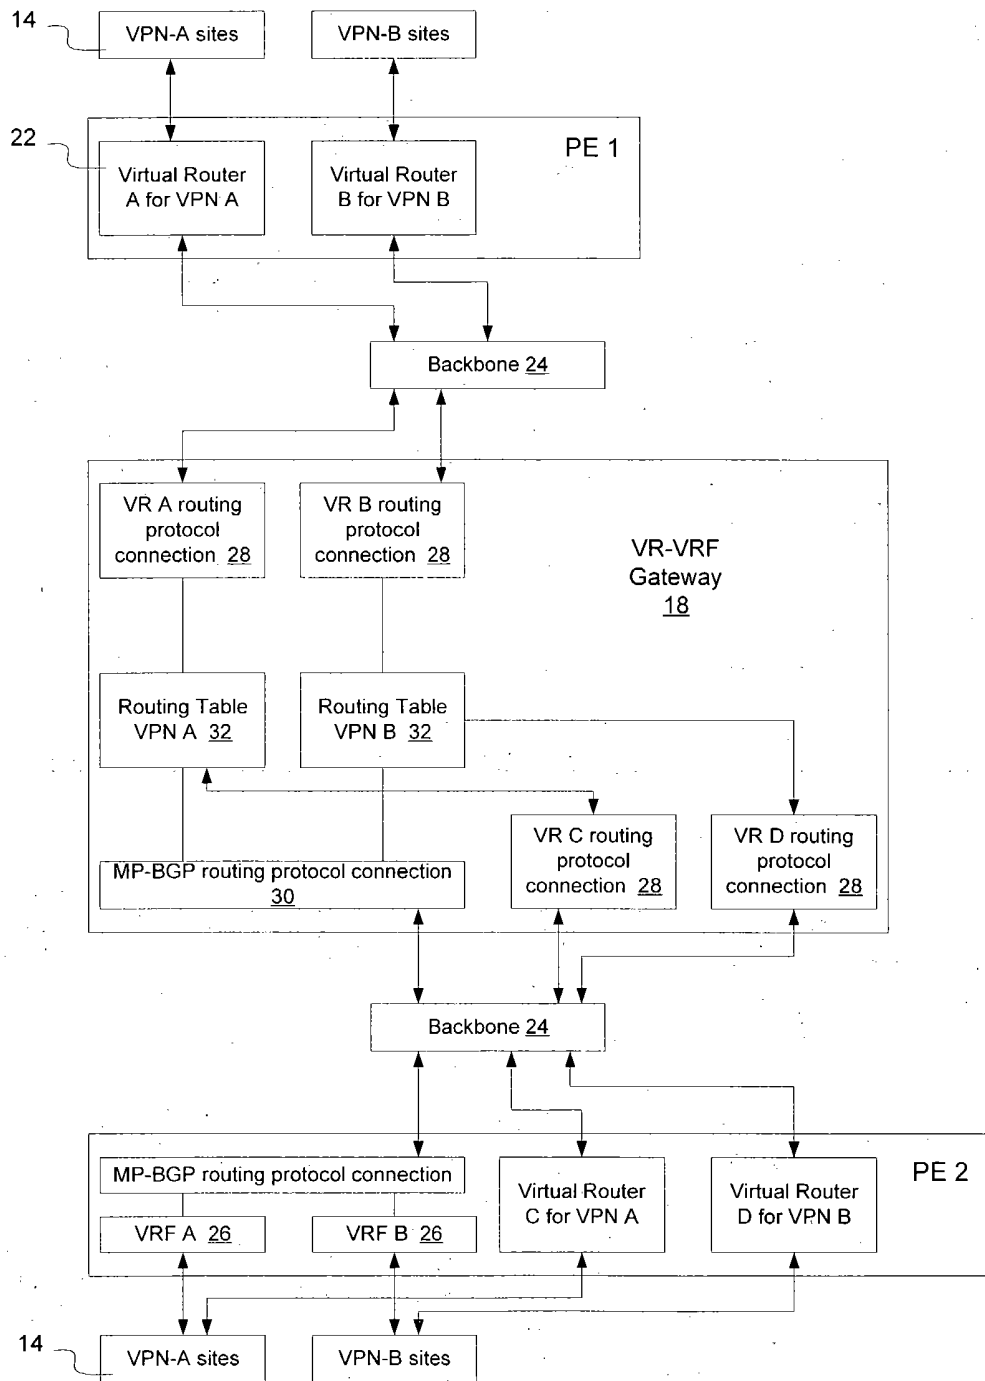 14
VPN-A sites
VPN-B sites
22
PE 1
Virtual Router
A for VPN A
Virtual Router
B for VPN B
Backbone 24
VR A routing
protocol
connection 28
VR B routing
protocol
connection 28
VR-VRF
Gateway
18
Routing Table
VPN A 32
Routing Table
VPN B 32
VR C routing
protocol
connection 28
VR D routing
protocol
connection 28
MP-BGP routing protocol connection
30
Backbone 24
PE 2
MP-BGP routing protocol connection
Virtual Router
C for VPN A
Virtual Router
D for VPN B
VRF A 26
VRF B 26
14
VPN-A sites
VPN-B sites